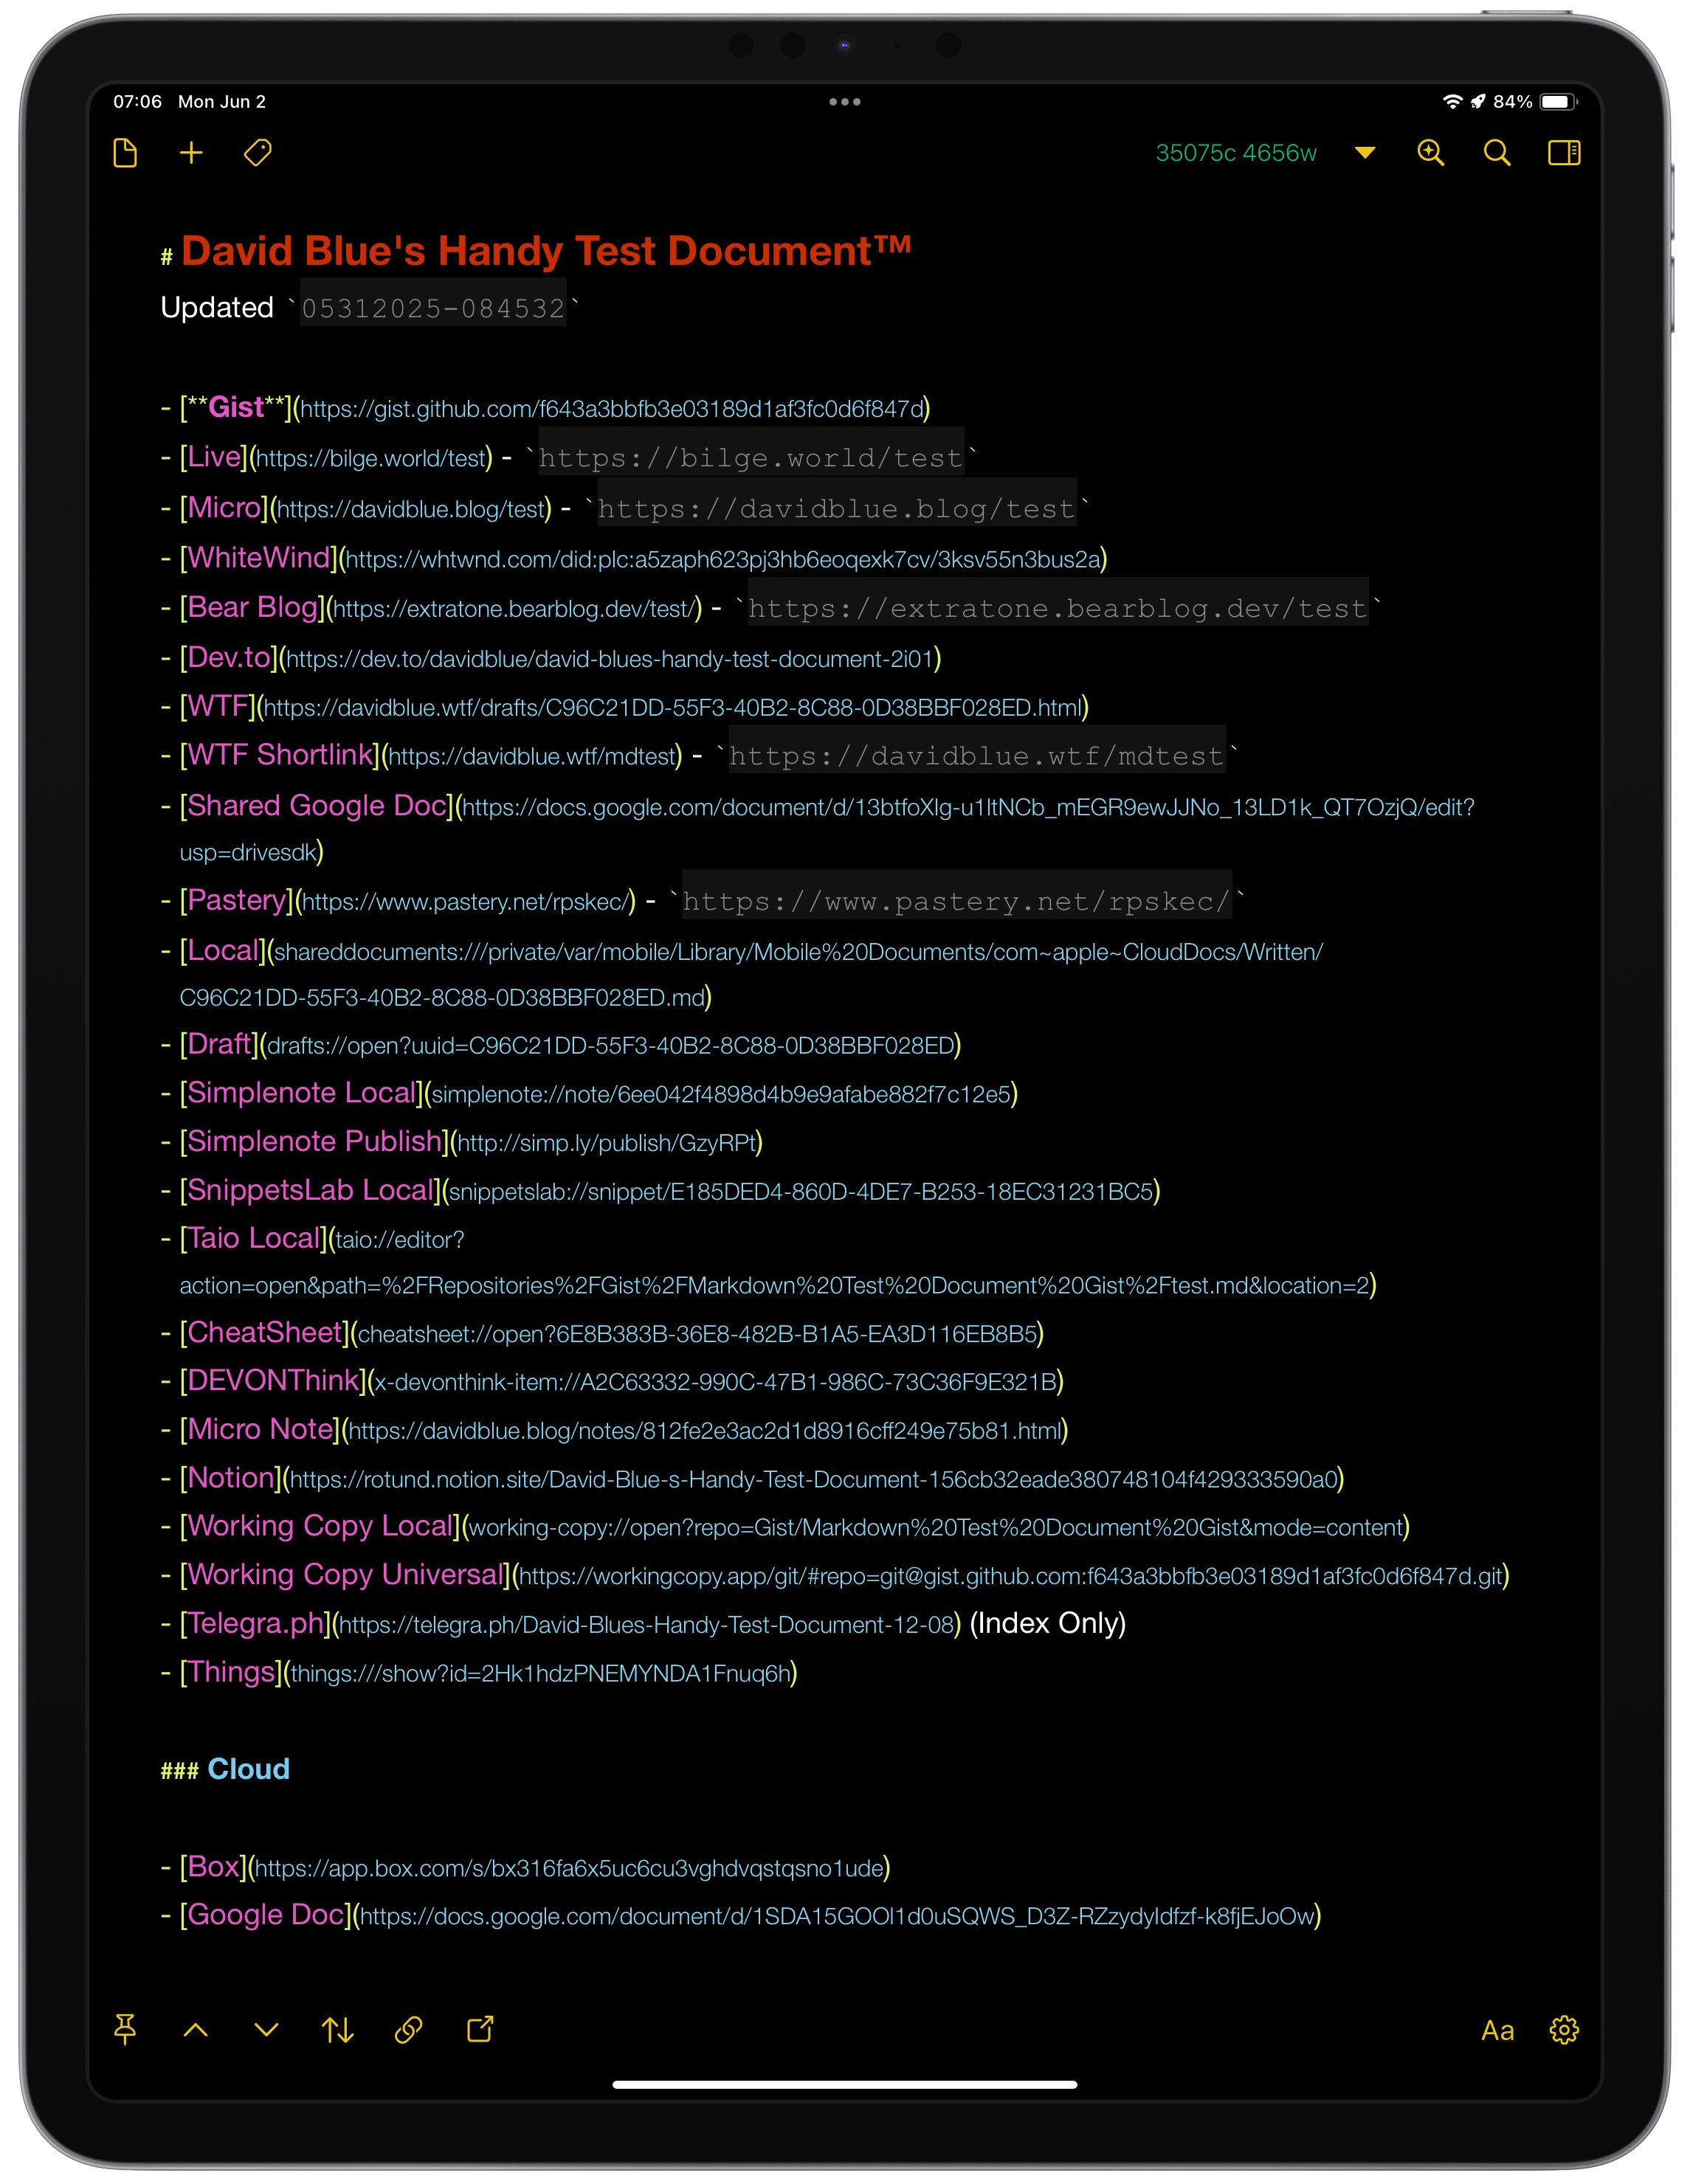 07:06 Mon Jun 2
84%
35075c 4656w
# David Blue's Handy Test Document™
Updated `05312025-084532`
- [**Gist**](https://gist.github.com/f643a3bbfb3e03189d1af3fc0d6f847d)
- [Live](https://bilge.world/test) - `https://bilge.world/test`
- [Micro](https://davidblue.blog/test) - `https://davidblue.blog/test`
- [WhiteWind](https://whtwnd.com/did:plc:a5zaph623pj3hb6eoqexk7cv/3ksv55n3bus2a)
- [Bear Blog](https://extratone.bearblog.dev/test/) - `https://extratone.bearblog.dev/test`
- [Dev.to](https://dev.to/davidblue/david-blues-handy-test-document-2i01)
- [WTF](https://davidblue.wtf/drafts/C96C21DD-55F3-40B2-8C88-0D38BBF028ED.html)
- [WTF Shortlink](https://davidblue.wtf/mdtest) - `https://davidblue.wtf/mdtest`
- [Shared Google Doc](https://docs.google.com/document/d/13btfoXIg-u1ltNCb_mEGR9ewJJNo_13LD1k_QT7OzjQ/edit?
usp=drivesdk)
- [Pastery](https://www.pastery.net/rpskec/) - `https://www.pastery.net/rpskec/`
- [Local](shareddocuments:///private/var/mobile/Library/Mobile%20Documents/com~apple~CloudDocs/Written/
C96C21DD-55F3-40B2-8C88-0D38BBF028ED.md)
- [Draft](drafts://open?uuid=C96C21DD-55F3-40B2-8C88-0D38BBF028ED)
- [Simplenote Local](simplenote://note/6ee042f4898d4b9e9afabe882f7c12e5)
- [Simplenote Publish](http://simp.ly/publish/GzyRPt)
- [SnippetsLab Local](snippetslab://snippet/E185DED4-860D-4DE7-B253-18EC31231BC5)
- [Taio Local](taio://editor?
action=open&path=%2FRepositories%2FGist%2FMarkdown%20Test%20Document%20Gist%2Ftest.md&location=2)
- [CheatSheet](cheatsheet://open?6E8B383B-36E8-482B-B1A5-EA3D116EB8B5)
- [DEVONThink](x-devonthink-item://A2C63332-990C-47B1-986C-73C36F9E321B)
- [Micro Note](https://davidblue.blog/notes/812fe2e3ac2d1d8916cff249e75b81.html)
- [Notion](https://rotund.notion.site/David-Blue-s-Handy-Test-Document-156cb32eade380748104f429333590a0)
- [Working Copy Local](working-copy://open?repo=Gist/Markdown%20Test%20Document%20Gist&mode=content)
- [Working Copy Universal](https://workingcopy.app/git/#repo=git@gist.github.com:f643a3bbfb3e03189d1af3fc0d6f847d.git)
- [Telegra.ph](https://telegra.ph/David-Blues-Handy-Test-Document-12-08) (Index Only)
- [Things](things:///show?id=2Hk1hdzPNEMYNDA1Fnuq6h)
### Cloud
- [Box](https://app.box.com/s/bx316fa6x5uc6cu3vghdvqstqsno1ude)
- [Google Doc](https://docs.google.com/document/d/1SDA15GOOl1d0uSQWS_D3Z-RZzydyIdfzf-k8fjEJoOw)
Aa